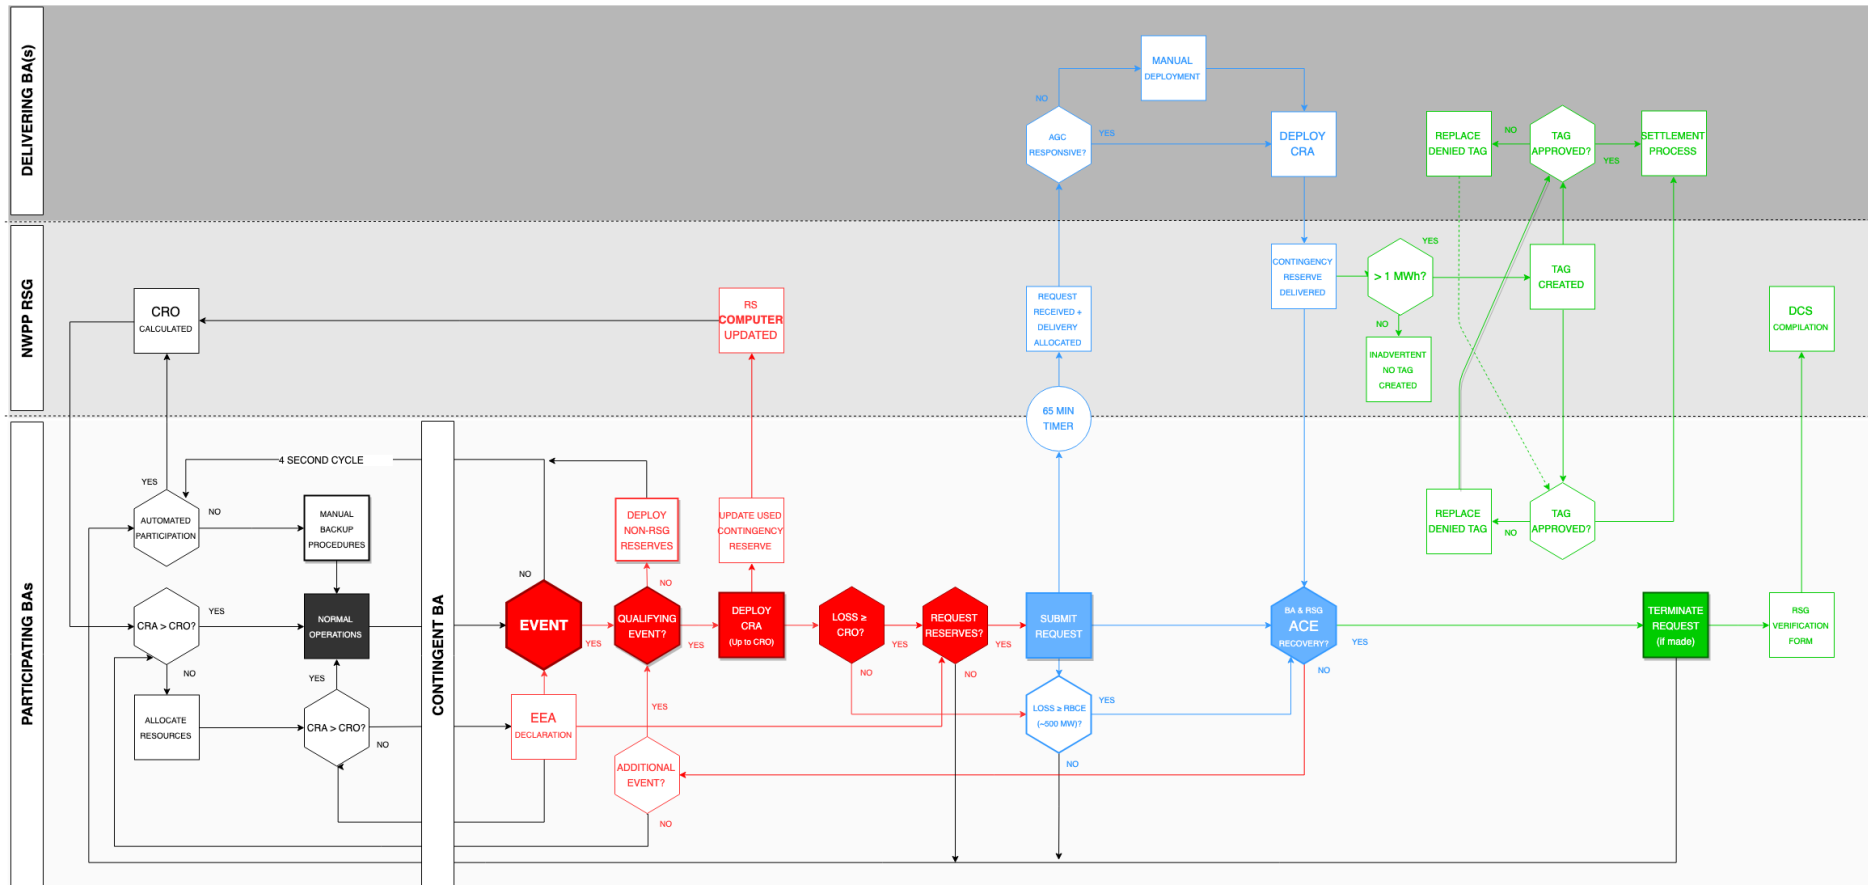 DELIVERING BA(s)
MANUAL
DEPLOYMENT
NO
AGC
RESPONSIVE?
YES
DEPLOY
CRA
REPLACE
DENIED TAG
NO
TAG
APPROVED?
YES
SETTLEMENT
PROCESS
NWPP RSG
CRO
CALCULATED
RS
COMPUTER
UPDATED
REQUEST
RECEIVED +
DELIVERY
ALLOCATED
CONTINGENCY
RESERVE
DELIVERED
YES
> 1 MWh?
NO
INADVERTENT
NO TAG
CREATED
TAG
CREATED
DCS
COMPILATION
65 MIN
TIMER
PARTICIPATING BAs
CONTINGENT BA
4 SECOND CYCLE
YES
AUTOMATED
PARTICIPATION
NO
MANUAL
BACKUP
PROCEDURES
DEPLOY
NON-RSG
RESERVES
UPDATE USED
CONTINGENCY
RESERVE
REPLACE
DENIED TAG
NO
TAG
APPROVED?
CRA > CRO?
YES
NO
NORMAL
OPERATIONS
YES
NO
EVENT
YES
NO
QUALIFYING
EVENT?
YES
DEPLOY
CRA
(Up to CRO)
LOSS ≥
CRO?
YES
NO
REQUEST
RESERVES?
YES
NO
SUBMIT
REQUEST
BA & RSG
ACE
RECOVERY?
YES
NO
TERMINATE
REQUEST
(if made)
RSG
VERIFICATION
FORM
ALLOCATE
RESOURCES
CRA > CRO?
NO
EEA
DECLARATION
YES
ADDITIONAL
EVENT?
NO
LOSS ≥ RBCE
(~500 MW)?
YES
NO